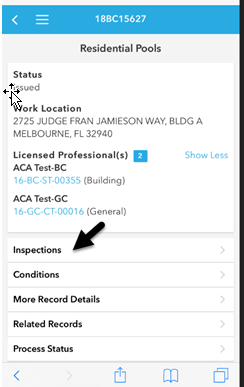 18BC15627
Residential Pools
Status
Issued
Work Location
2725 JUDGE FRAN JAMIESON WAY, BLDG A
MELBOURNE, FL 32940
Licensed Professional(s) 2 Show Less
ACA Test-BC
16-BC-ST-00355 (Building)
ACA Test-GC
16-GC-CT-00016 (General)
Inspections
Conditions
More Record Details
Related Records
Process Status